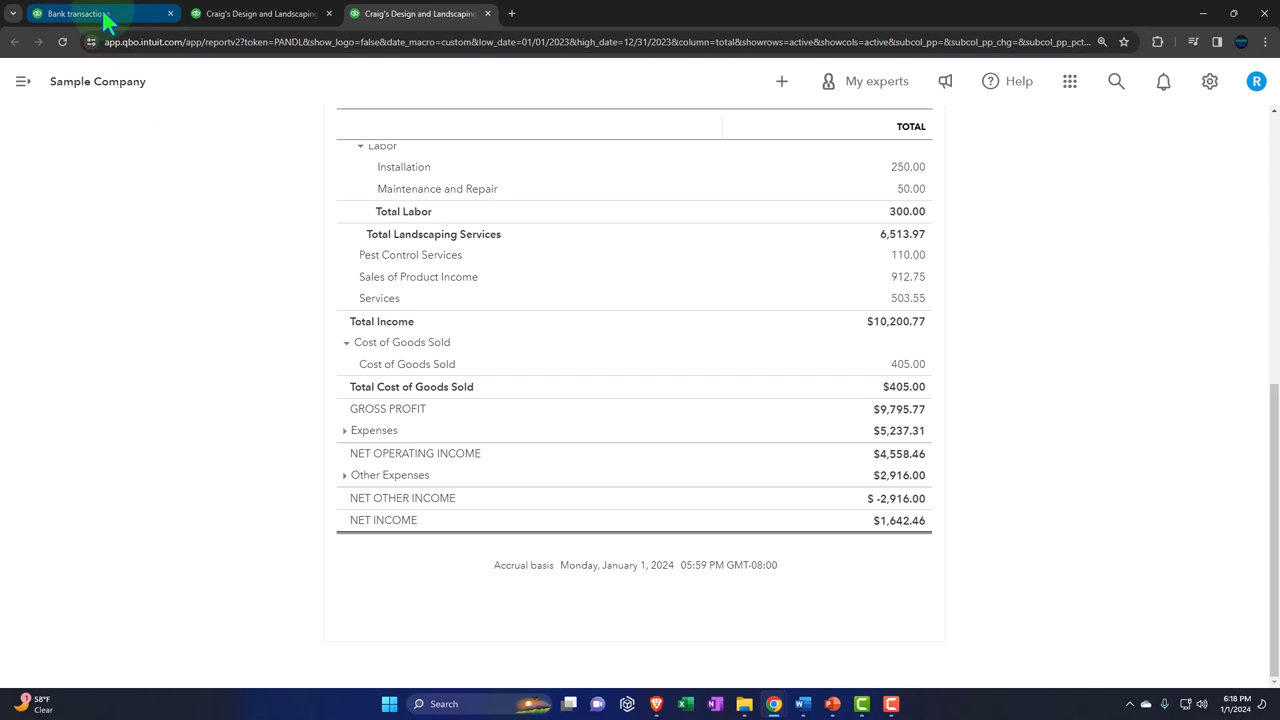 Bank transactions
Craig's Design and Landscaping
Craig's Design and Landscaping
app.qbo.intuit.com/app/reportv2?token=PANDL&show_logo=false&date_macro=custom&low_date=01/01/2023&high_date=12/31/2023&column=total&showrows=active&showcols=active&subcol_pp=&subcol_pp_chg=&subcol_pp_pct...
Sample Company
My experts
Help
R
TOTAL
Labor
Installation 250.00
Maintenance and Repair 50.00
Total Labor 300.00
Total Landscaping Services 6,513.97
Pest Control Services 110.00
Sales of Product Income 912.75
Services 503.55
Total Income $10,200.77
Cost of Goods Sold
Cost of Goods Sold 405.00
Total Cost of Goods Sold $405.00
GROSS PROFIT $9,795.77
Expenses $5,237.31
NET OPERATING INCOME $4,558.46
Other Expenses $2,916.00
NET OTHER INCOME $ -2,916.00
NET INCOME $1,642.46
Accrual basis Monday, January 1, 2024 05:59 PM GMT-08:00
1
58°F
Clear
Search
6:18 PM
1/1/2024